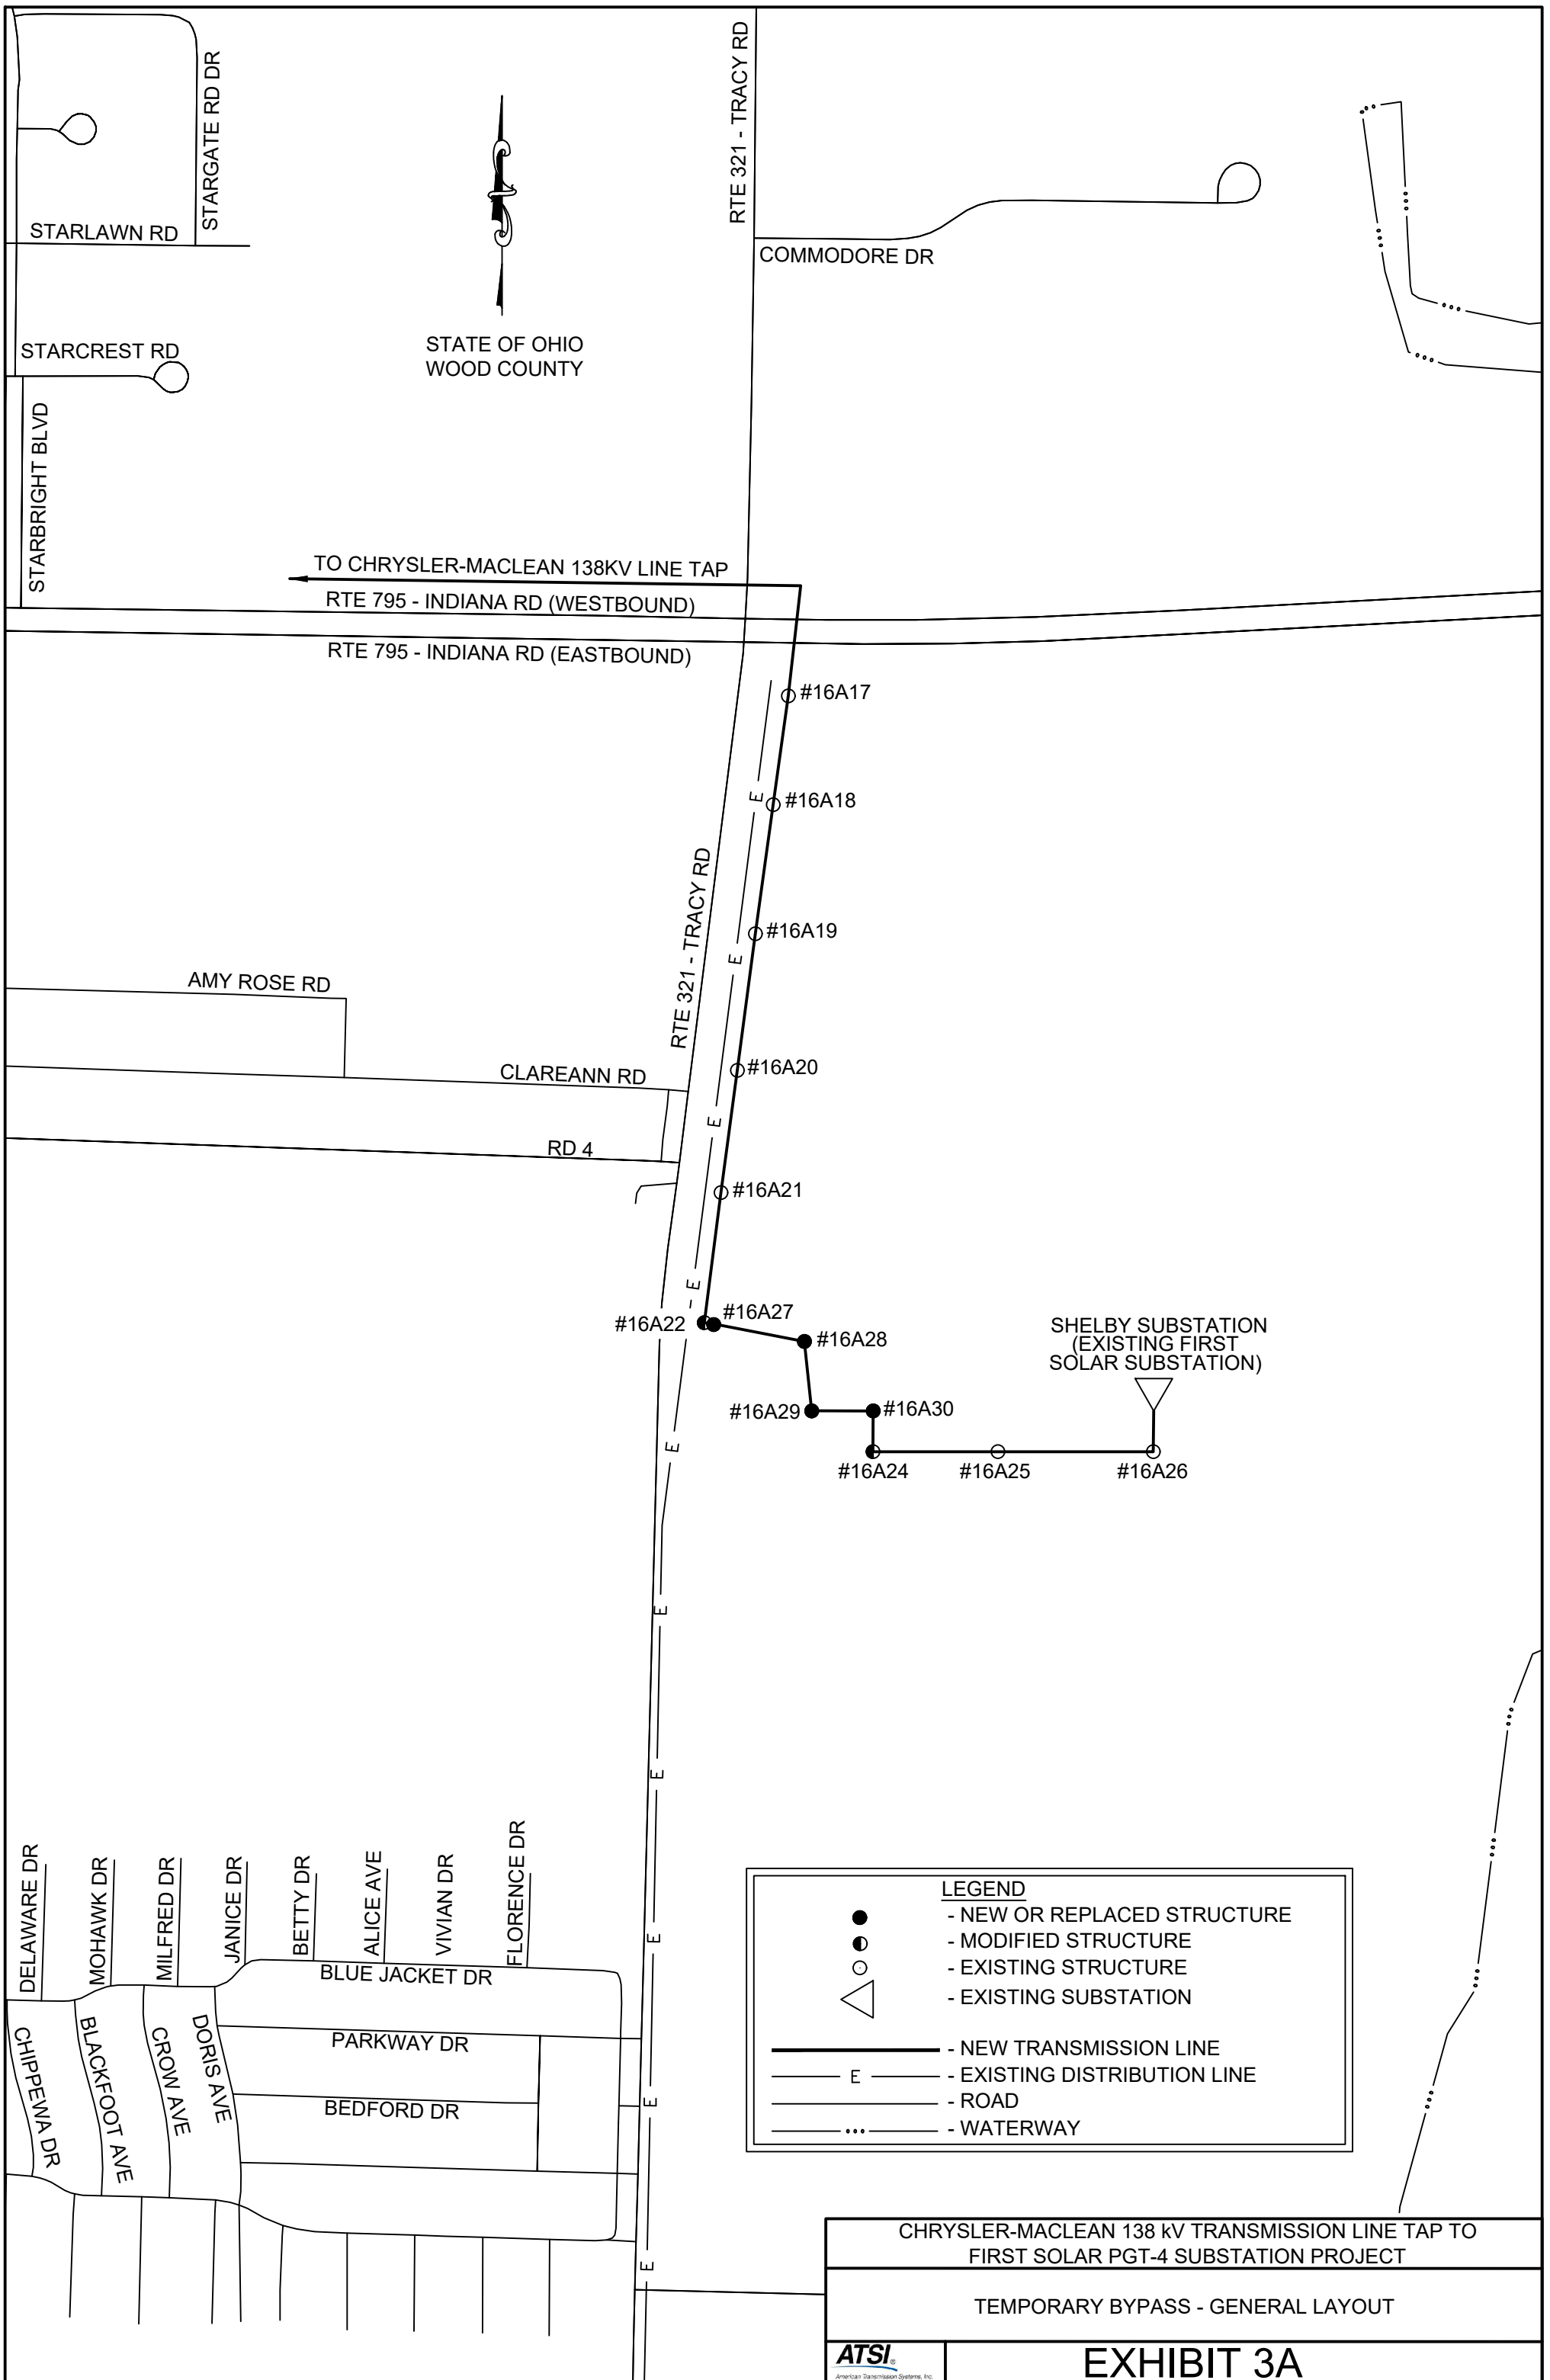 STARGATE RD DR
RTE 321 - TRACY RD
STARLAWN RD
COMMODORE DR
STATE OF OHIO
WOOD COUNTY
STARCREST RD
STARBRIGHT BLVD
TO CHRYSLER-MACLEAN 138KV LINE TAP
RTE 795 - INDIANA RD (WESTBOUND)
RTE 795 - INDIANA RD (EASTBOUND)
#16A17
E
#16A18
RTE 321 - TRACY RD
#16A19
E
AMY ROSE RD
#16A20
CLAREANN RD
E
RD 4
#16A21
E
#16A27
#16A22
#16A28
SHELBY SUBSTATION
(EXISTING FIRST
SOLAR SUBSTATION)
#16A29
#16A30
E
#16A24
#16A25
#16A26
E
E
DELAWARE DR
MOHAWK DR
MILFRED DR
JANICE DR
BETTY DR
ALICE AVE
VIVIAN DR
FLORENCE DR
E
BLUE JACKET DR
CHIPPEWA DR
BLACKFOOT AVE
CROW AVE
DORIS AVE
PARKWAY DR
BEDFORD DR
E
E
LEGEND
- NEW OR REPLACED STRUCTURE
- MODIFIED STRUCTURE
- EXISTING STRUCTURE
- EXISTING SUBSTATION
- NEW TRANSMISSION LINE
E - EXISTING DISTRIBUTION LINE
- ROAD
- WATERWAY
CHRYSLER-MACLEAN 138 kV TRANSMISSION LINE TAP TO
FIRST SOLAR PGT-4 SUBSTATION PROJECT
TEMPORARY BYPASS - GENERAL LAYOUT
ATSI®
American Transmission Systems, Inc.
EXHIBIT 3A